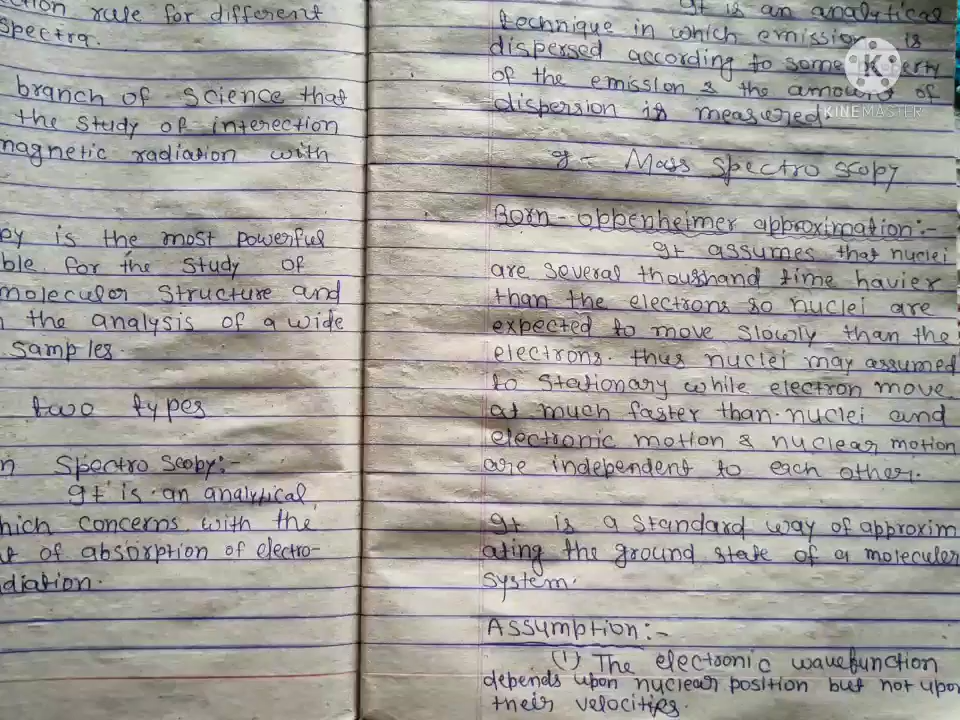 ction rule for different
spectra.
branch of science that
the study of interection
magnetic radiation with
py is the most powerful
ble for the study of
molecular structure and
the analysis of a wide
samples.
two types
n Spectro scopy:-
It is an analytical
hich concerns with the
t of absorption of electro-
diation.
It is an analytical
technique in which emission is
dispersed according to some erty
of the emission & the amount of
dispersion is measured
KINEMASTER
g- Mass spectro scopy
Born-oppenheimer approximation:-
It assumes that nuclei
are several thoushand time havier
than the electrons so nuclei are
expected to move slowly than the
electrons. thus nuclei may assumed
to stationary while electron move
at much faster than nuclei and
electronic motion & nuclear motion
are independent to each other.
It is a standard way of approxim
ating the ground state of a moleculer
system.
Assumption:-
(1) The electronic wavefunction
depends upon nuclear position but not upon
their velocities.